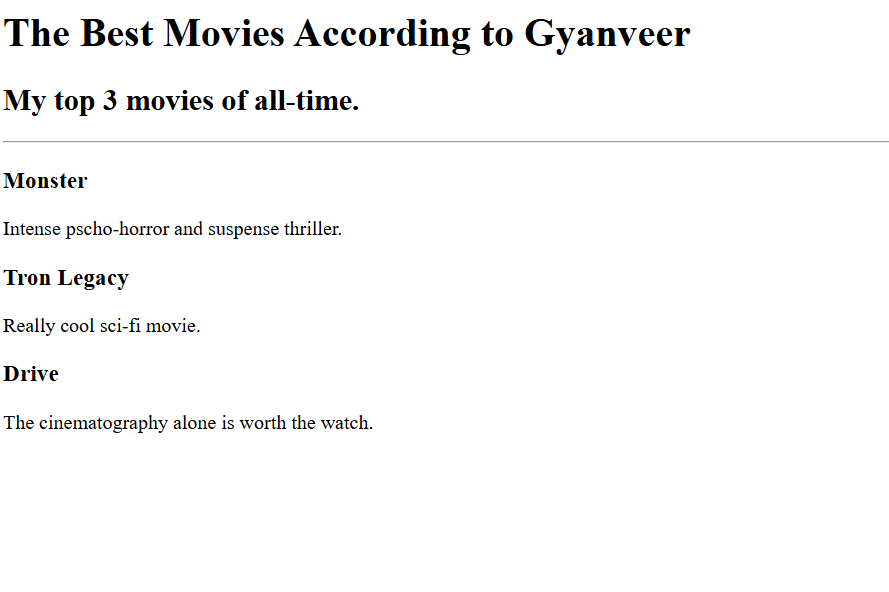 The Best Movies According to Gyanveer
My top 3 movies of all-time.
Monster
Intense pscho-horror and suspense thriller.
Tron Legacy
Really cool sci-fi movie.
Drive
The cinematography alone is worth the watch.